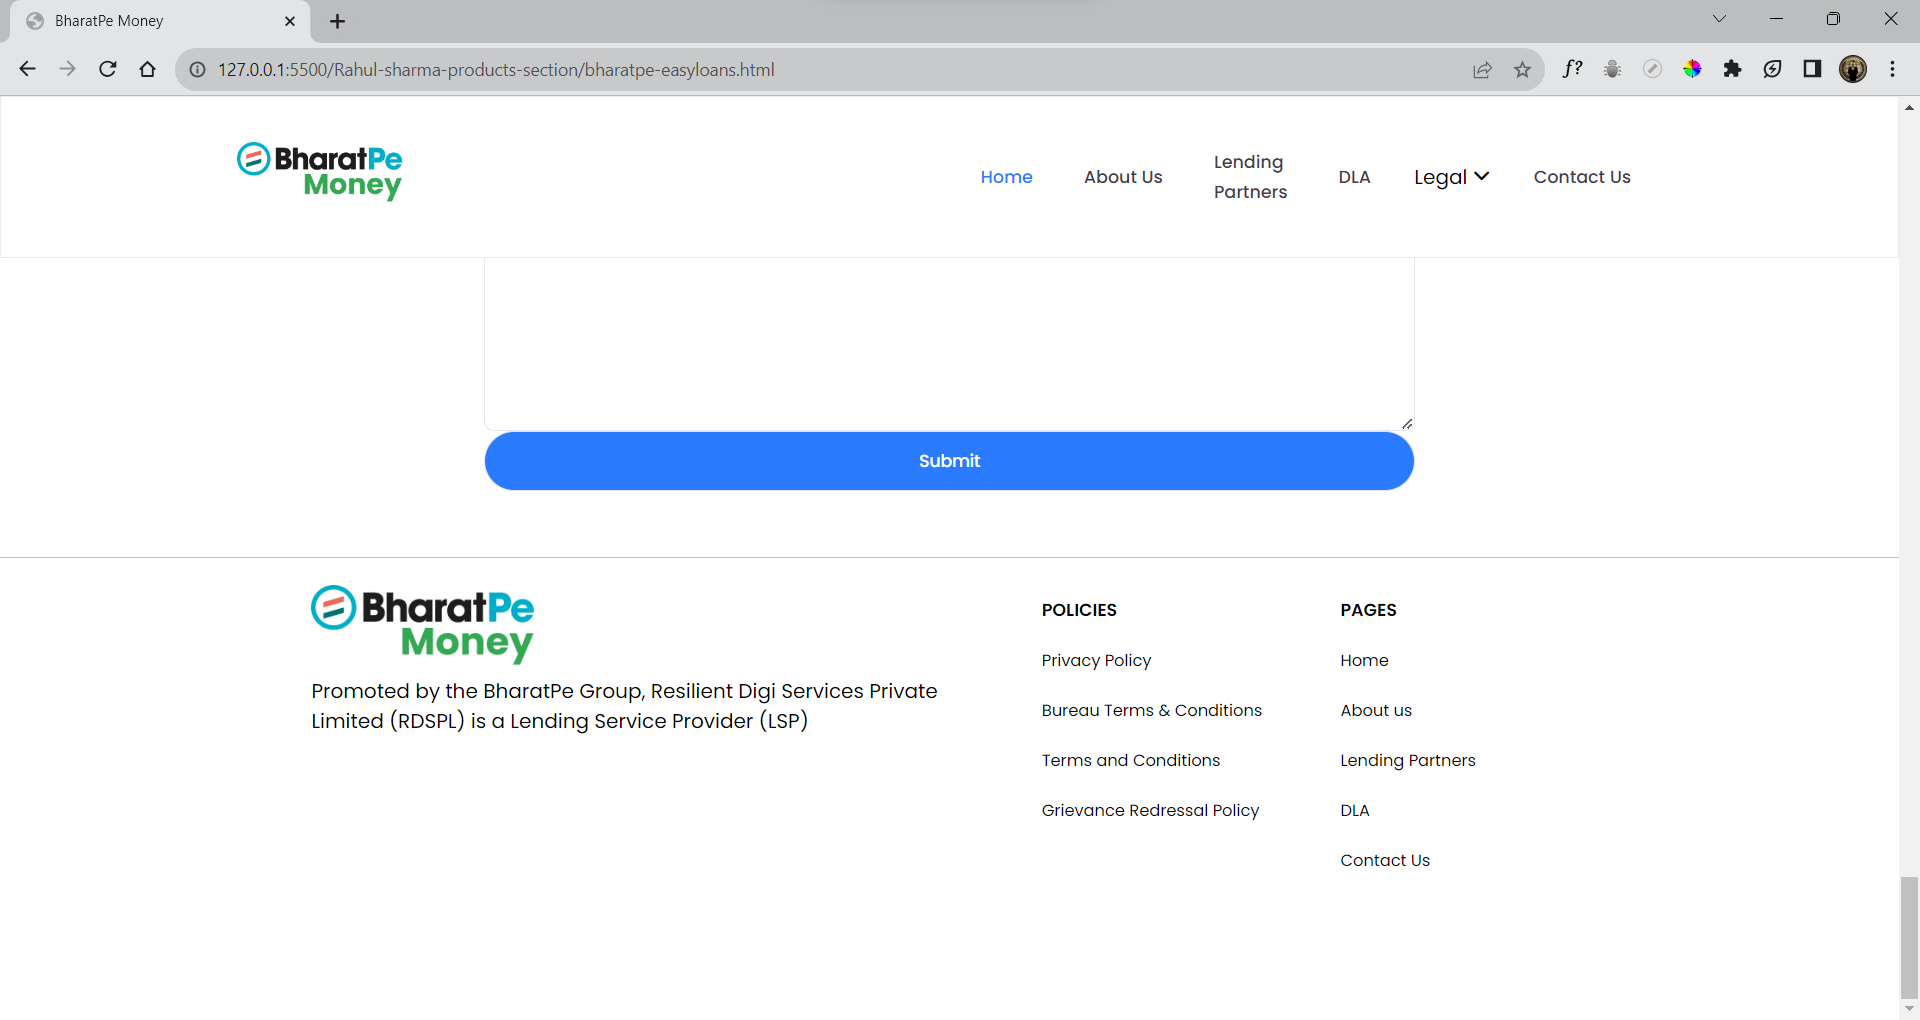 BharatPe Money
127.0.0.1:5500/Rahul-sharma-products-section/bharatpe-easyloans.html
f?
BharatPe
Money
Home
About Us
Lending
Partners
DLA
Legal
Contact Us
Submit
BharatPe
Money
Promoted by the BharatPe Group, Resilient Digi Services Private
Limited (RDSPL) is a Lending Service Provider (LSP)
POLICIES
Privacy Policy
Bureau Terms & Conditions
Terms and Conditions
Grievance Redressal Policy
PAGES
Home
About us
Lending Partners
DLA
Contact Us